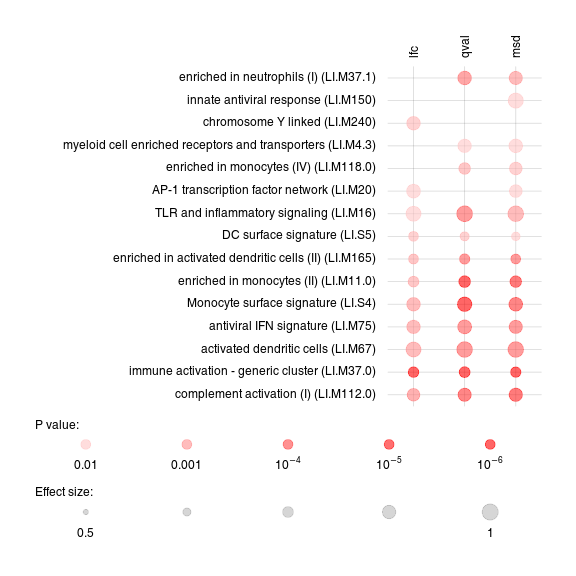 lfc qval msd
enriched in neutrophils (I) (LI.M37.1)
innate antiviral response (LI.M150)
chromosome Y linked (LI.M240)
myeloid cell enriched receptors and transporters (LI.M4.3)
enriched in monocytes (IV) (LI.M118.0)
AP-1 transcription factor network (LI.M20)
TLR and inflammatory signaling (LI.M16)
DC surface signature (LI.S5)
enriched in activated dendritic cells (II) (LI.M165)
enriched in monocytes (II) (LI.M11.0)
Monocyte surface signature (LI.S4)
antiviral IFN signature (LI.M75)
activated dendritic cells (LI.M67)
immune activation - generic cluster (LI.M37.0)
complement activation (I) (LI.M112.0)
P value:
0.01 0.001 10⁻⁴ 10⁻⁵ 10⁻⁶
Effect size:
0.5 1